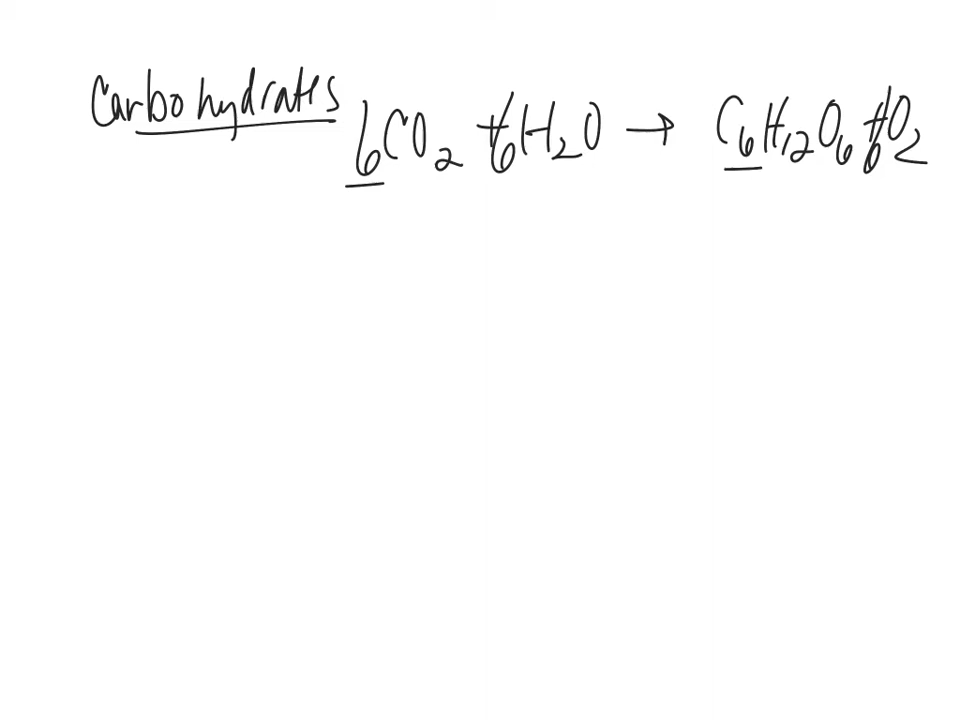 Carbohydrates 6CO₂ + 6H₂O → C₆H₁₂O₆ + 6O₂